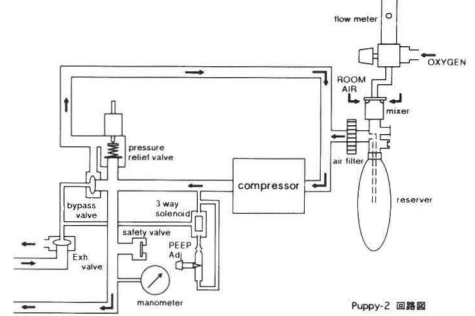 flow meter
OXYGEN
ROOM
AIR
mixer
pressure
relief valve
air filter
compressor
reserver
bypass
valve
3 way
solenoid
safety valve
PEEP
Adj
Exh
valve
manometer
Puppy-2 回路図